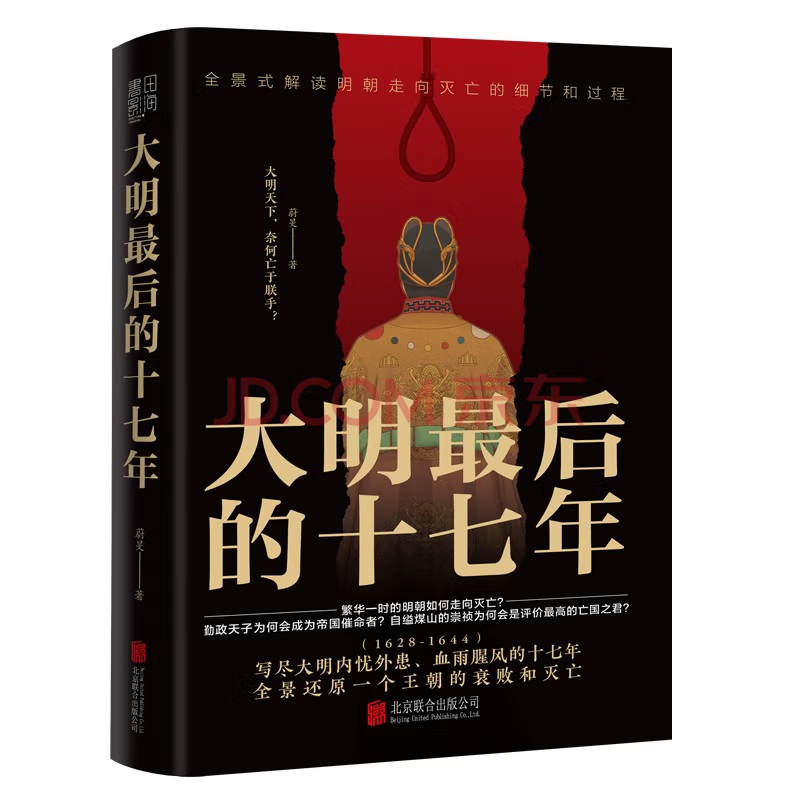 全景式解读明朝走向灭亡的细节和过程
大明天下，奈何亡于朕手？
蔚旻——著
JD.COM 京东
大明最后
的十七年
繁华一时的明朝如何走向灭亡？
勤政天子为何会成为帝国催命者？自缢煤山的崇祯为何会是评价最高的亡国之君？
(1628-1644)
写尽大明内忧外患、血雨腥风的十七年
全景还原一个王朝的衰败和灭亡
北京联合出版公司
Beijing United Publishing Co.,Ltd.
大明最后的十七年
蔚旻——著
北京联合出版公司
Beijing United Publishing Co.,Ltd.